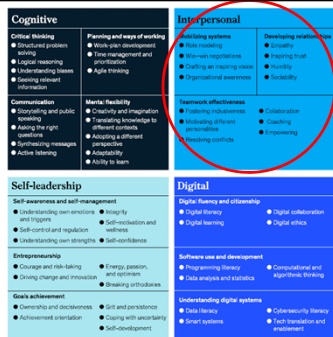 Cognitive
Critical thinking
Structured problem
solving
Logical reasoning
Understanding biases
Seeking relevant
information
Planning and ways of working
Work-plan development
Time management and
prioritization
Agile thinking
Communication
Storytelling and public
speaking
Asking the right
questions
Synthesizing messages
Active listening
Mental flexibility
Creativity and imagination
Translating knowledge to
different contexts
Adopting a different
perspective
Adaptability
Ability to learn
Interpersonal
Mobilizing systems
Role modeling
Win–win negotiations
Crafting an inspiring vision
Organizational awareness
Developing relationships
Empathy
Inspiring trust
Humility
Sociability
Teamwork effectiveness
Fostering inclusiveness
Motivating different
personalities
Resolving conflicts
Collaboration
Coaching
Empowering
Self-leadership
Self-awareness and self-management
Understanding own emotions
and triggers
Self-control and regulation
Understanding own strengths
Integrity
Self-motivation and
wellness
Self-confidence
Entrepreneurship
Courage and risk-taking
Driving change and innovation
Energy, passion,
and optimism
Breaking orthodoxies
Goals achievement
Ownership and decisiveness
Achievement orientation
Grit and persistence
Coping with uncertainty
Self-development
Digital
Digital fluency and citizenship
Digital literacy
Digital learning
Digital collaboration
Digital ethics
Software use and development
Programming literacy
Data analysis and statistics
Computational and
algorithmic thinking
Understanding digital systems
Data literacy
Smart systems
Cybersecurity literacy
Tech translation and
enablement